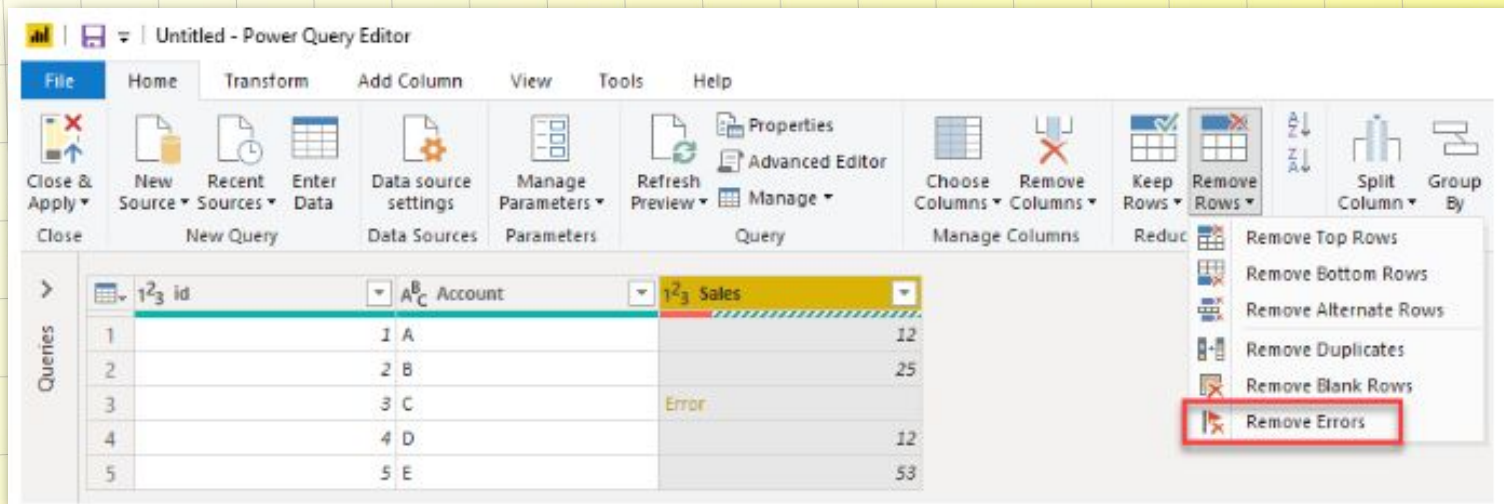 Untitled - Power Query Editor
File Home Transform Add Column View Tools Help
Close & Apply
New Source
Recent Sources
Enter Data
Data source settings
Manage Parameters
Refresh Preview
Properties
Advanced Editor
Manage
Choose Columns
Remove Columns
Keep Rows
Remove Rows
Split Column
Group By
Close New Query Data Sources Parameters Query Manage Columns Reduc
Remove Top Rows
Remove Bottom Rows
Remove Alternate Rows
Remove Duplicates
Remove Blank Rows
Remove Errors
Queries
1²3 id ABC Account 1²3 Sales
1 1 A 12
2 2 B 25
3 3 C Error
4 4 D 12
5 5 E 53